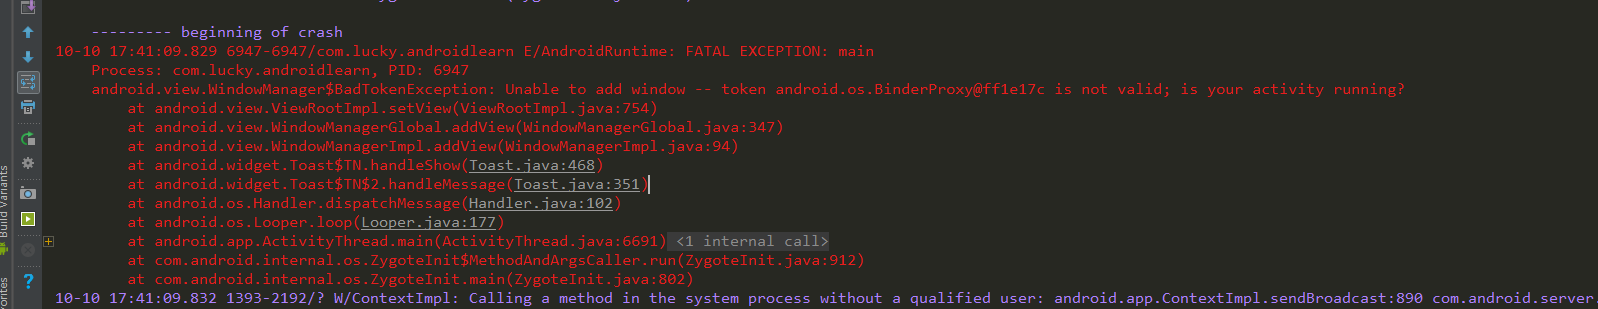 --------- beginning of crash
10-10 17:41:09.829 6947-6947/com.lucky.androidlearn E/AndroidRuntime: FATAL EXCEPTION: main
Process: com.lucky.androidlearn, PID: 6947
android.view.WindowManager$BadTokenException: Unable to add window -- token android.os.BinderProxy@ff1e17c is not valid; is your activity running?
at android.view.ViewRootImpl.setView(ViewRootImpl.java:754)
at android.view.WindowManagerGlobal.addView(WindowManagerGlobal.java:347)
at android.view.WindowManagerImpl.addView(WindowManagerImpl.java:94)
at android.widget.Toast$TN.handleShow(Toast.java:468)
at android.widget.Toast$TN$2.handleMessage(Toast.java:351)
at android.os.Handler.dispatchMessage(Handler.java:102)
at android.os.Looper.loop(Looper.java:177)
at android.app.ActivityThread.main(ActivityThread.java:6691) <1 internal call>
at com.android.internal.os.ZygoteInit$MethodAndArgsCaller.run(ZygoteInit.java:912)
at com.android.internal.os.ZygoteInit.main(ZygoteInit.java:802)
10-10 17:41:09.832 1393-2192/? W/ContextImpl: Calling a method in the system process without a qualified user: android.app.ContextImpl.sendBroadcast:890 com.android.server.
Build Variants